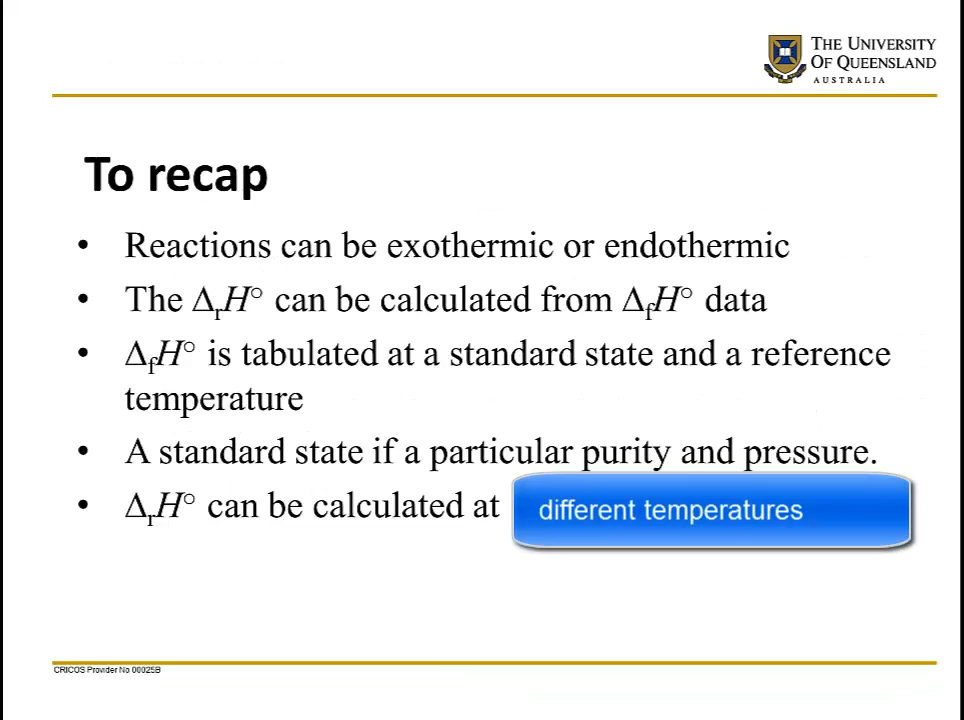 THE UNIVERSITY
OF QUEENSLAND
AUSTRALIA
To recap
• Reactions can be exothermic or endothermic
• The ΔrH° can be calculated from ΔfH° data
• ΔfH° is tabulated at a standard state and a reference
temperature
• A standard state if a particular purity and pressure.
• ΔrH° can be calculated at different temperatures
CRICOS Provider No 00025B